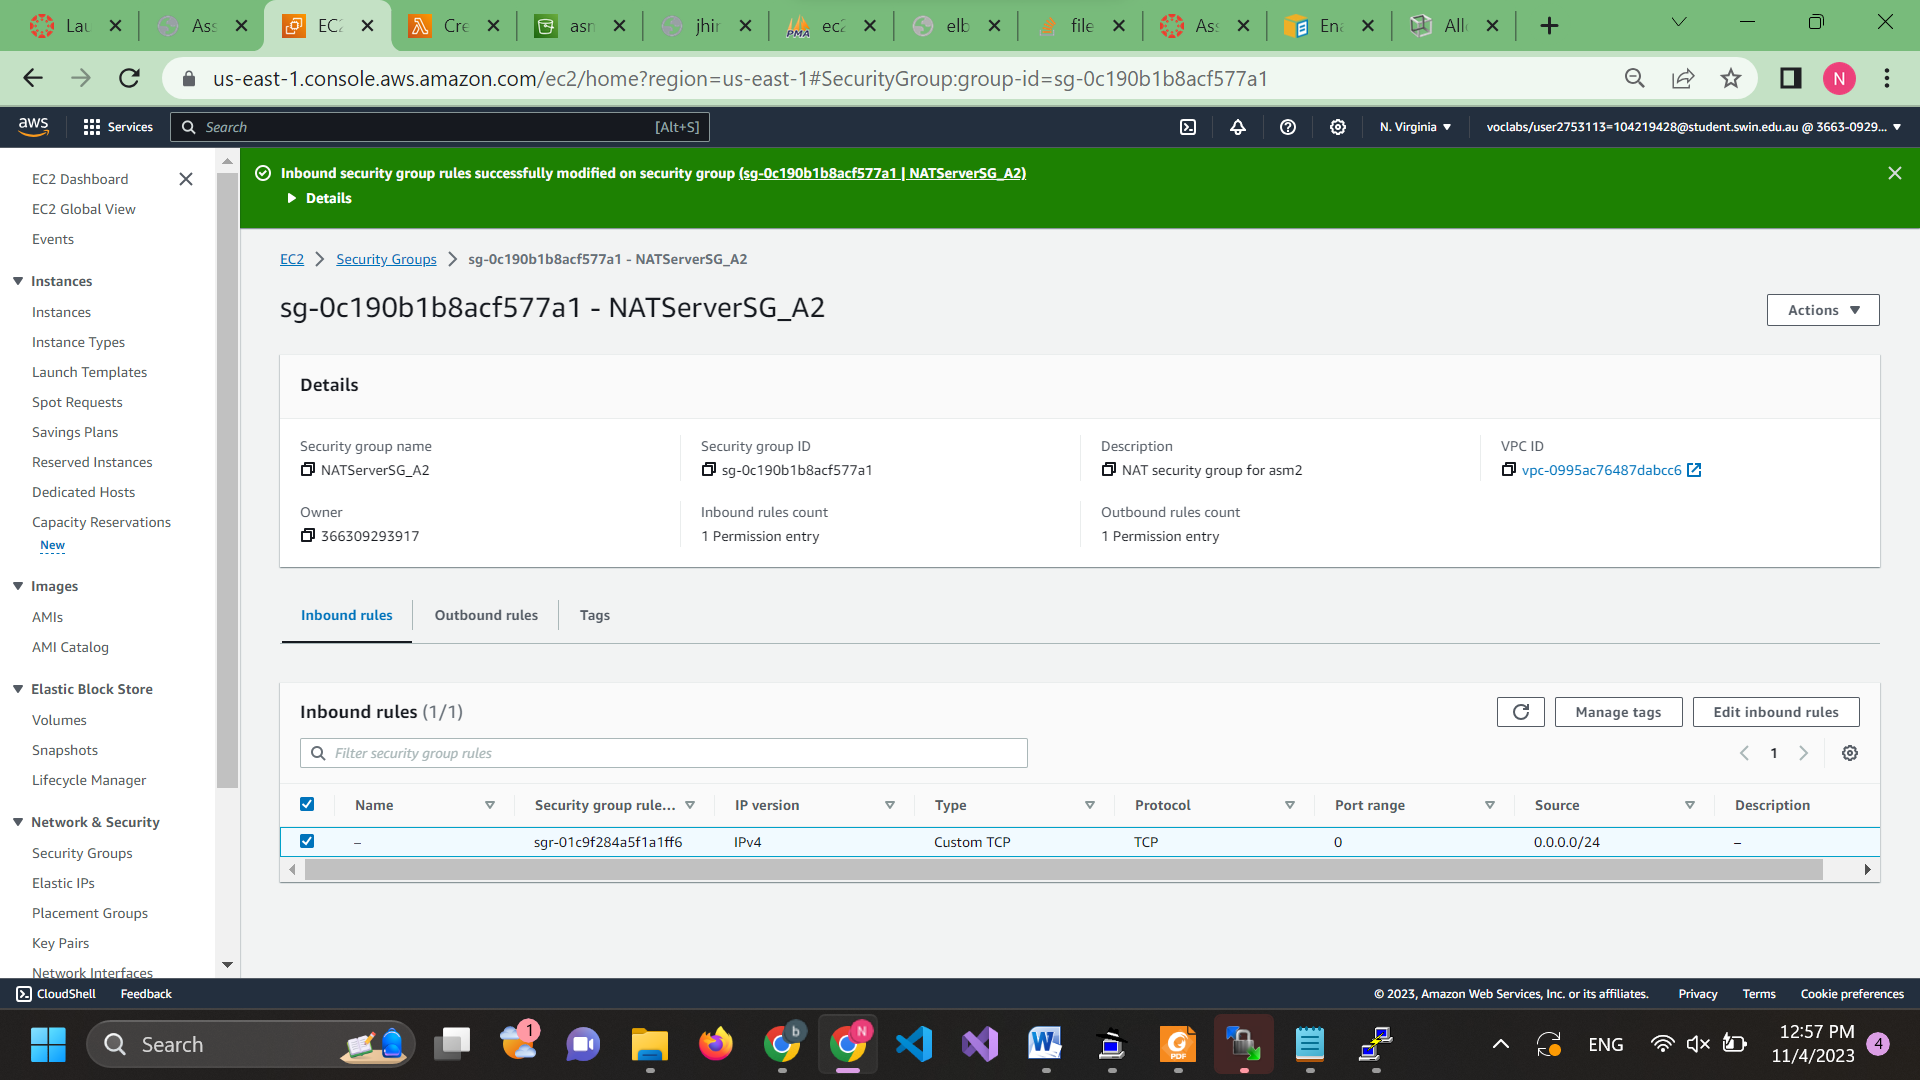 Lau
Ass
EC2
Cre
asn
jhir
PMA
ec2
elb
file
Ass
Ena
All
us-east-1.console.aws.amazon.com/ec2/home?region=us-east-1#SecurityGroup:group-id=sg-0c190b1b8acf577a1
N
aws
Services
Search
[Alt+S]
N. Virginia
voclabs/user2753113=104219428@student.swin.edu.au @ 3663-0929...
EC2 Dashboard
EC2 Global View
Events
Instances
Instances
Instance Types
Launch Templates
Spot Requests
Savings Plans
Reserved Instances
Dedicated Hosts
Capacity Reservations
New
Images
AMIs
AMI Catalog
Elastic Block Store
Volumes
Snapshots
Lifecycle Manager
Network & Security
Security Groups
Elastic IPs
Placement Groups
Key Pairs
Network Interfaces
Inbound security group rules successfully modified on security group (sg-0c190b1b8acf577a1 | NATServerSG_A2)
Details
EC2 > Security Groups > sg-0c190b1b8acf577a1 - NATServerSG_A2
sg-0c190b1b8acf577a1 - NATServerSG_A2
Actions
Details
Security group name
NATServerSG_A2
Security group ID
sg-0c190b1b8acf577a1
Description
NAT security group for asm2
VPC ID
vpc-0995ac76487dabcc6
Owner
366309293917
Inbound rules count
1 Permission entry
Outbound rules count
1 Permission entry
Inbound rules
Outbound rules
Tags
Inbound rules (1/1)
Manage tags
Edit inbound rules
Filter security group rules
1
Name
Security group rule...
IP version
Type
Protocol
Port range
Source
Description
–
sgr-01c9f284a5f1a1ff6
IPv4
Custom TCP
TCP
0
0.0.0.0/24
–
CloudShell
Feedback
© 2023, Amazon Web Services, Inc. or its affiliates.
Privacy
Terms
Cookie preferences
Search
1
b
N
PDF
ENG
12:57 PM
11/4/2023
4